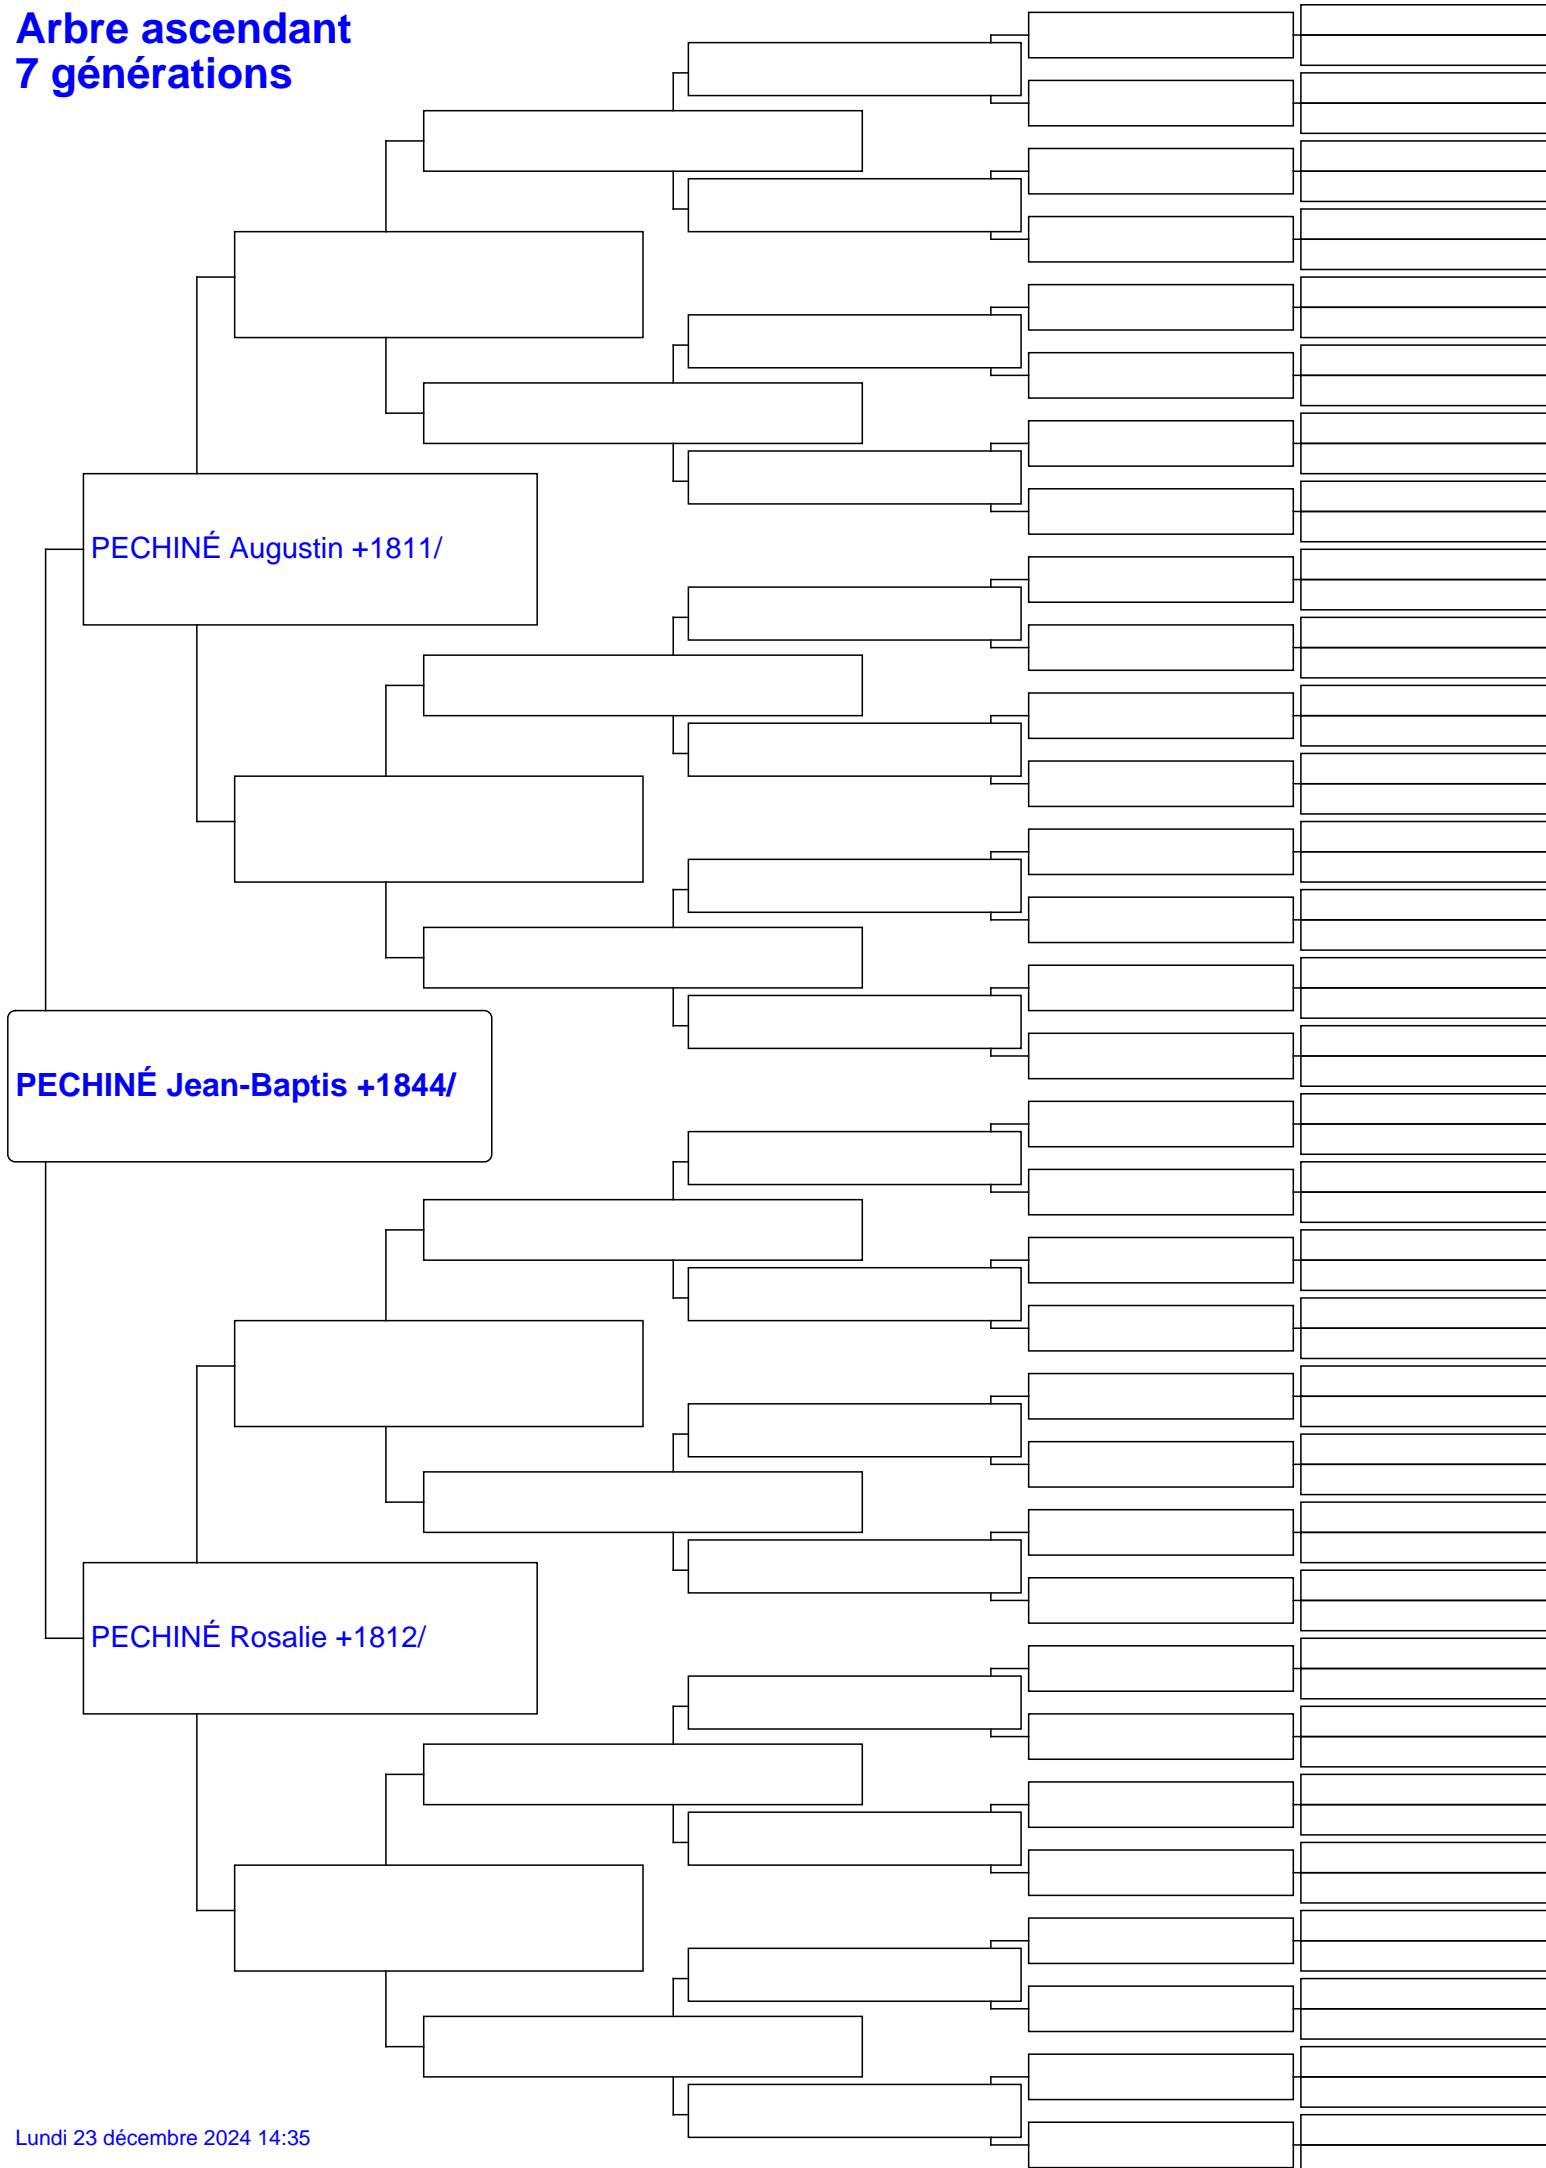 Arbre ascendant
7 générations
PECHINÉ Augustin +1811/
PECHINÉ Jean-Baptis +1844/
PECHINÉ Rosalie +1812/
Lundi 23 décembre 2024 14:35